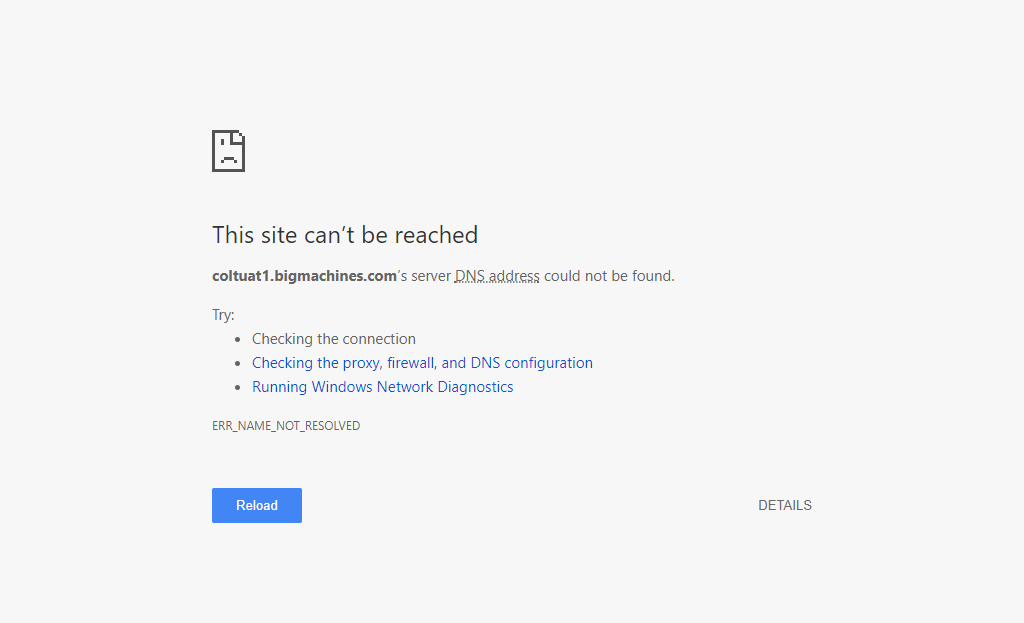 This site can’t be reached
coltuat1.bigmachines.com’s server DNS address could not be found.
Try:
• Checking the connection
• Checking the proxy, firewall, and DNS configuration
• Running Windows Network Diagnostics
ERR_NAME_NOT_RESOLVED
Reload
DETAILS